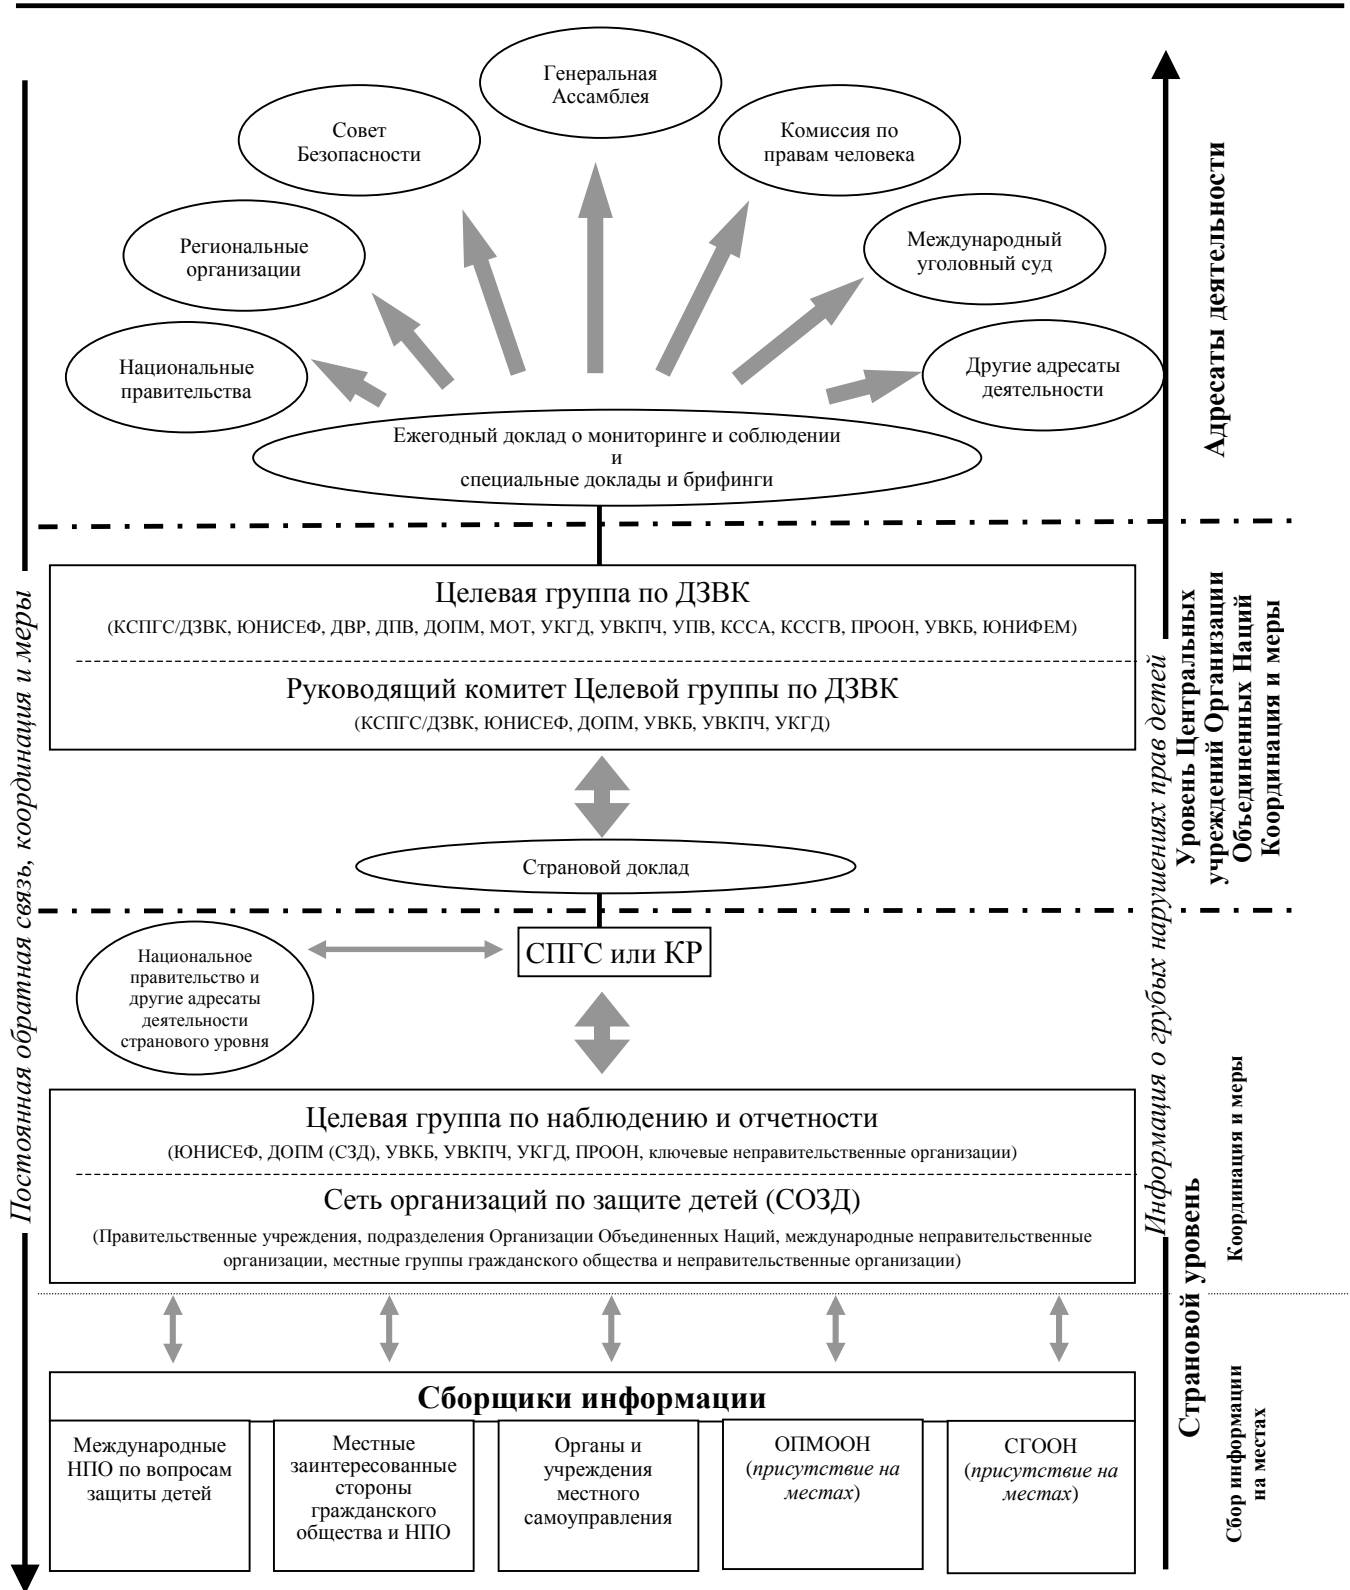 Генеральная
Ассамблея
Совет
Безопасности
Комиссия по
правам человека
Региональные
организации
Международный
уголовный суд
Национальные
правительства
Другие адресаты
деятельности
Ежегодный доклад о мониторинге и соблюдении
и
специальные доклады и брифинги
Адресаты деятельности
Целевая группа по ДЗВК
(КСПГС/ДЗВК, ЮНИСЕФ, ДВР, ДПВ, ДОПМ, МОТ, УКГД, УВКПЧ, УПВ, КССА, КССГВ, ПРООН, УВКБ, ЮНИФЕМ)
Руководящий комитет Целевой группы по ДЗВК
(КСПГС/ДЗВК, ЮНИСЕФ, ДОПМ, УВКБ, УВКПЧ, УКГД)
Уровень Центральных
учреждений Организации
Объединенных Наций
Координация и меры
Страновой доклад
СПГС или КР
Национальное
правительство и
другие адресаты
деятельности
странового уровня
Целевая группа по наблюдению и отчетности
(ЮНИСЕФ, ДОПМ (СЗД), УВКБ, УВКПЧ, УКГД, ПРООН, ключевые неправительственные организации)
Сеть организаций по защите детей (СОЗД)
(Правительственные учреждения, подразделения Организации Объединенных Наций, международные неправительственные
организации, местные группы гражданского общества и неправительственные организации)
Координация и меры
Страновой уровень
Сборщики информации
Международные
НПО по вопросам
защиты детей
Местные
заинтересованные
стороны
гражданского
общества и НПО
Органы и
учреждения
местного
самоуправления
ОПМООН
(присутствие на
местах)
СГООН
(присутствие на
местах)
Сбор информации
на местах
Постоянная обратная связь, координация и меры
Информация о грубых нарушениях прав детей